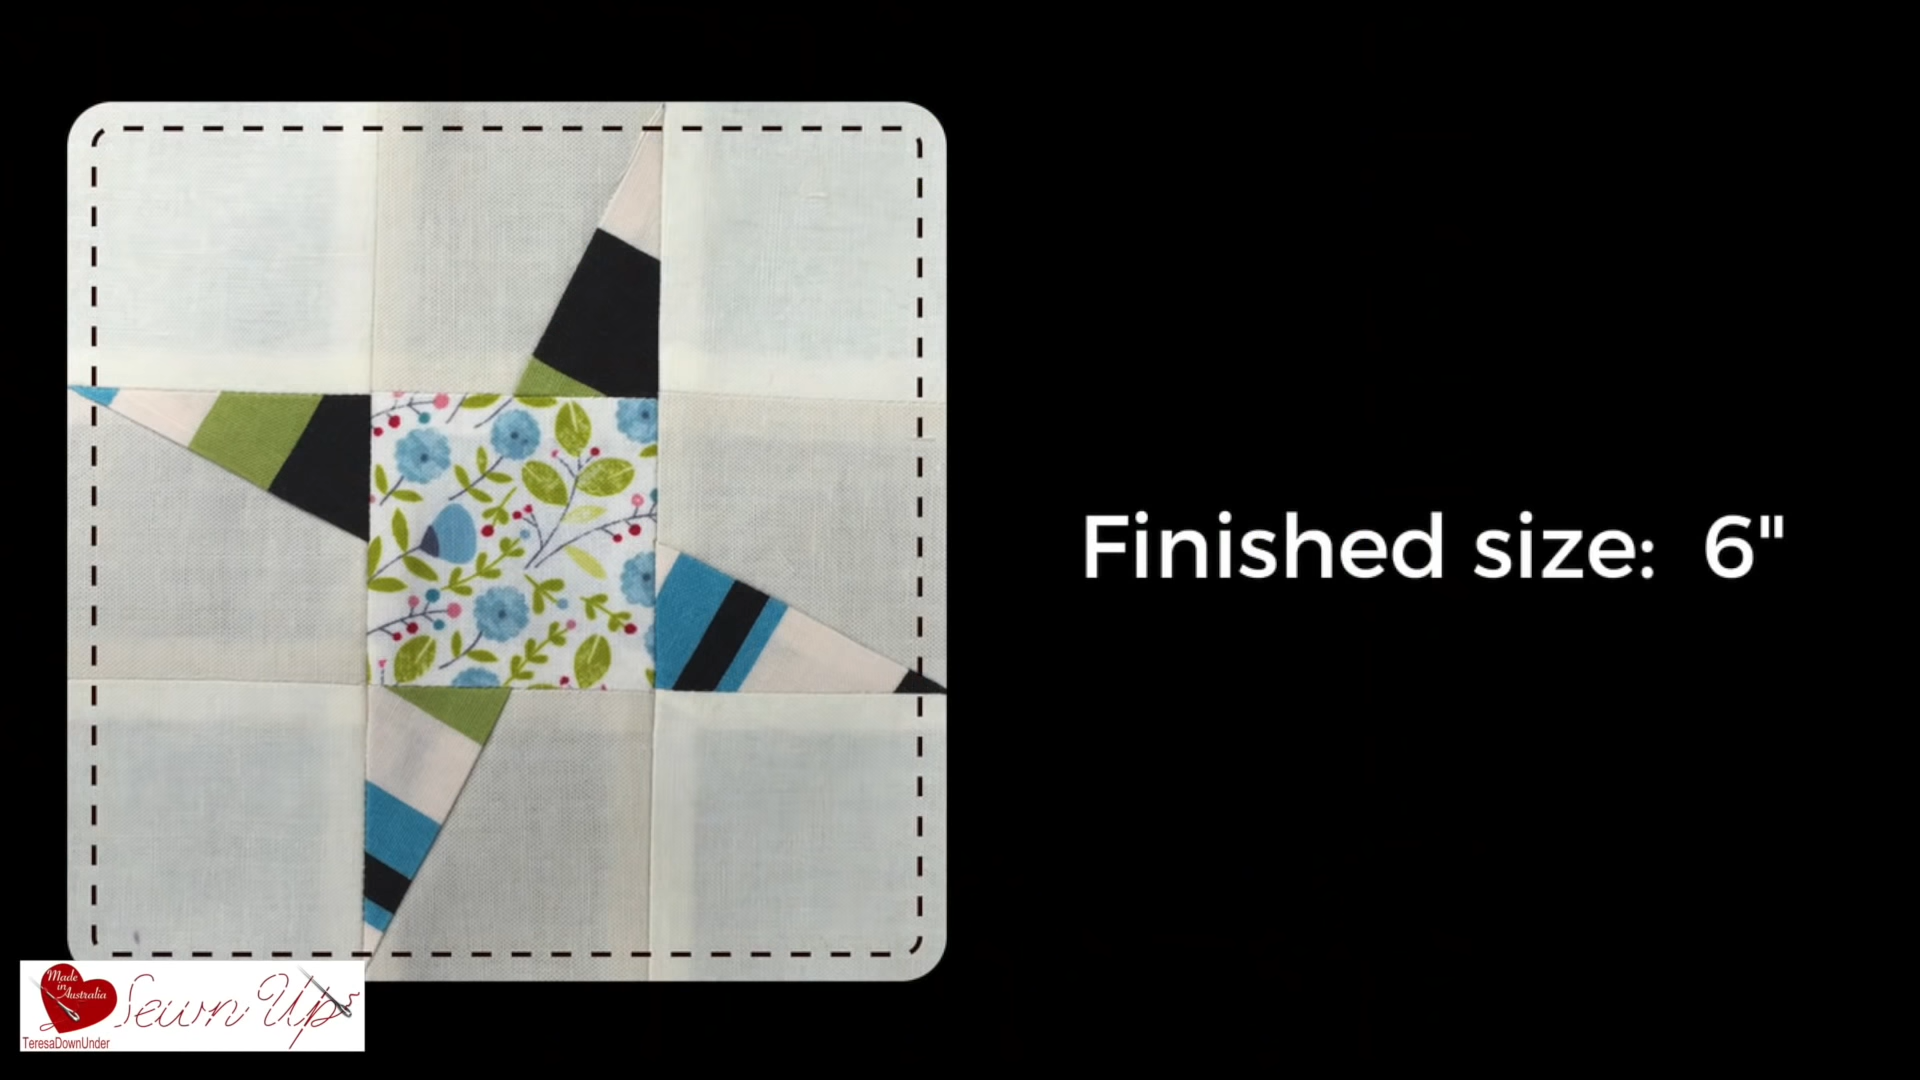 Finished size: 6"
Made
in
Australia
Sewn Up
TeresaDownUnder